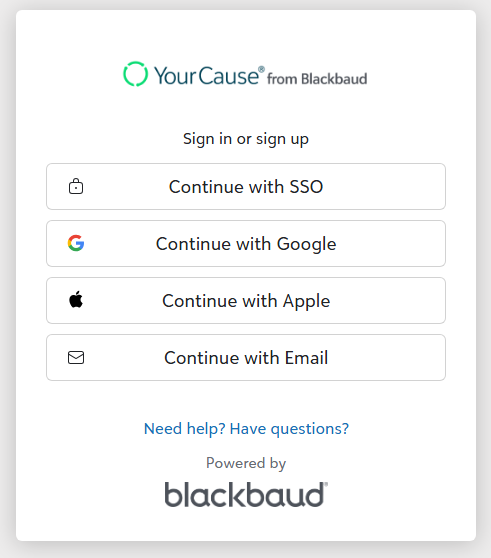 YourCause® from Blackbaud
Sign in or sign up
Continue with SSO
Continue with Google
Continue with Apple
Continue with Email
Need help? Have questions?
Powered by
blackbaud®